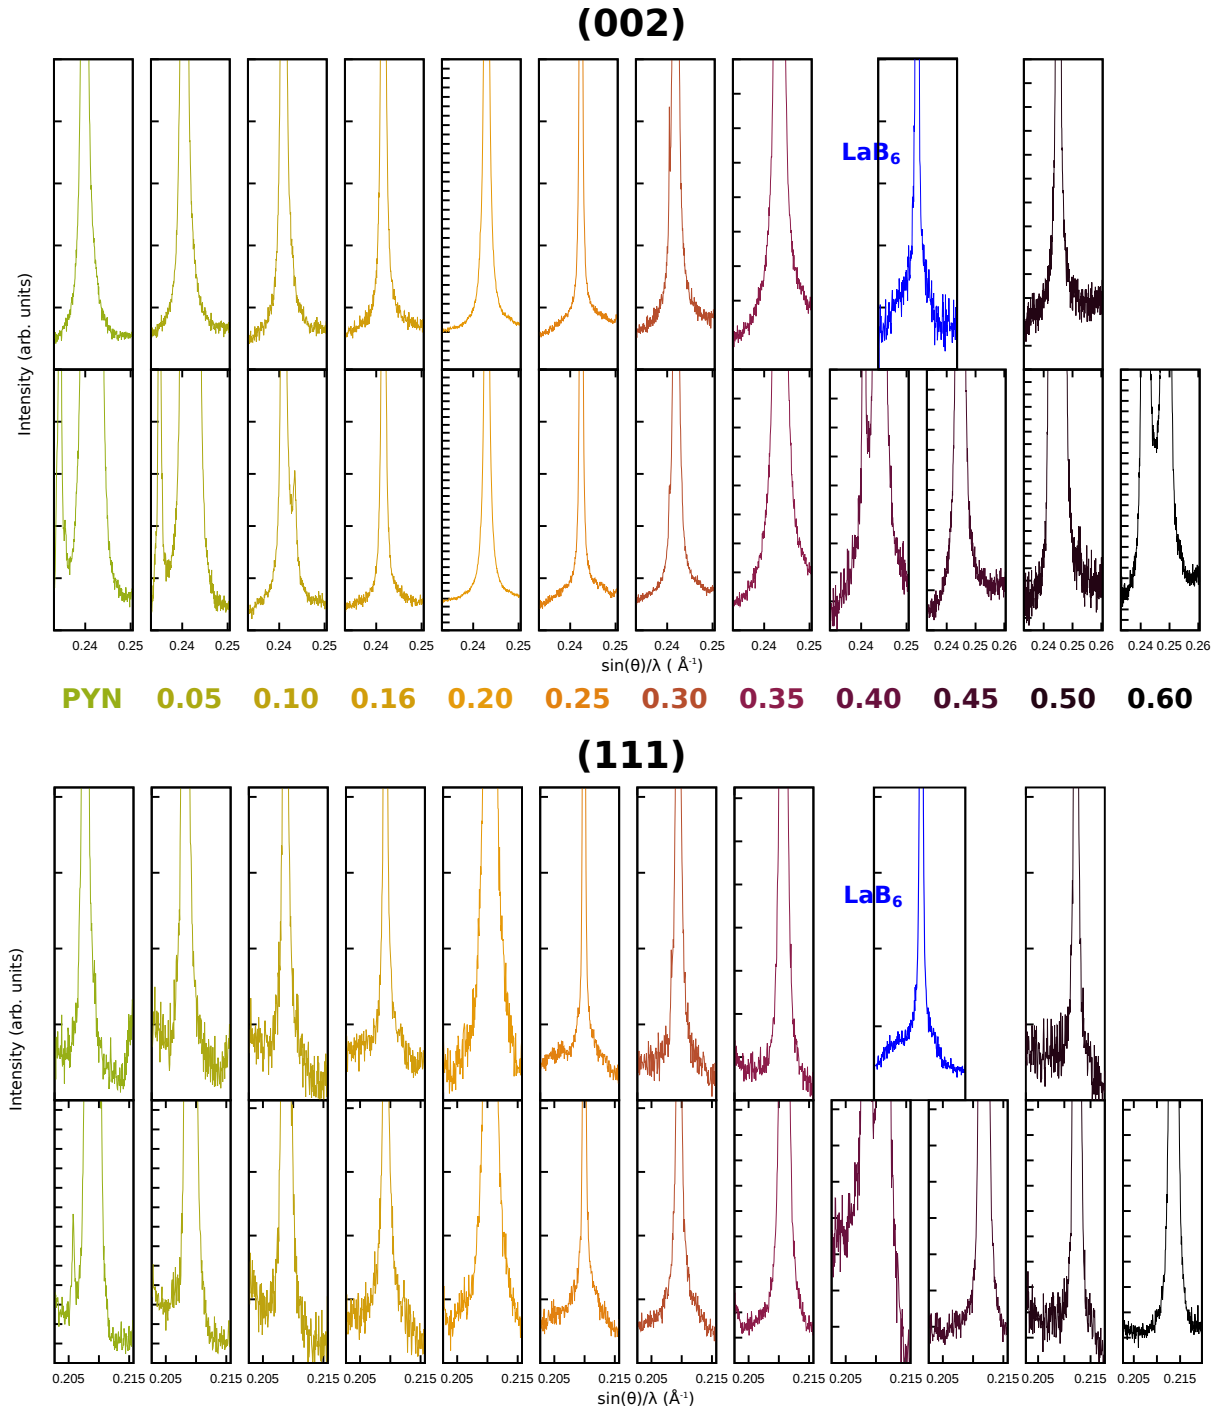 (002)
LaB6
Intensity (arb. units)
0.24 0.25 0.24 0.25 0.24 0.25 0.24 0.25 0.24 0.25 0.24 0.25 0.24 0.25 0.24 0.25 0.24 0.25 0.24 0.25 0.26 0.24 0.25 0.26 0.24 0.25 0.26
sin(θ)/λ ( Å-1)
PYN 0.05 0.10 0.16 0.20 0.25 0.30 0.35 0.40 0.45 0.50 0.60
(111)
LaB6
Intensity (arb. units)
0.205 0.215 0.205 0.215 0.205 0.215 0.205 0.215 0.205 0.215 0.205 0.215 0.205 0.215 0.205 0.215 0.205 0.215 0.205 0.215 0.205 0.215 0.205 0.215
sin(θ)/λ (Å-1)